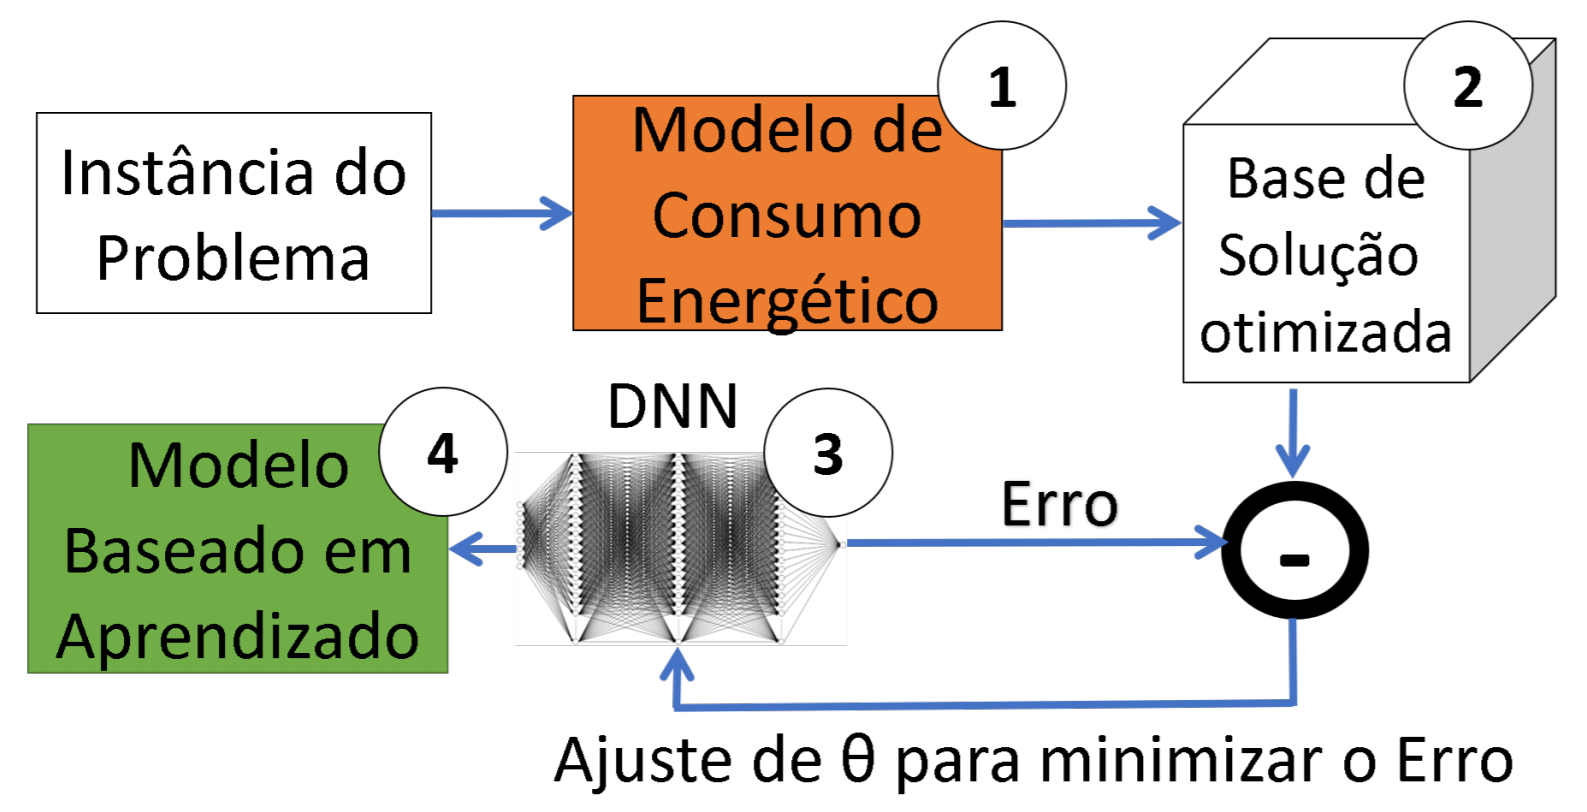 Instância do
Problema
1
Modelo de
Consumo
Energético
2
Base de
Solução
otimizada
4
Modelo
Baseado em
Aprendizado
DNN
3
Erro
-
Ajuste de θ para minimizar o Erro